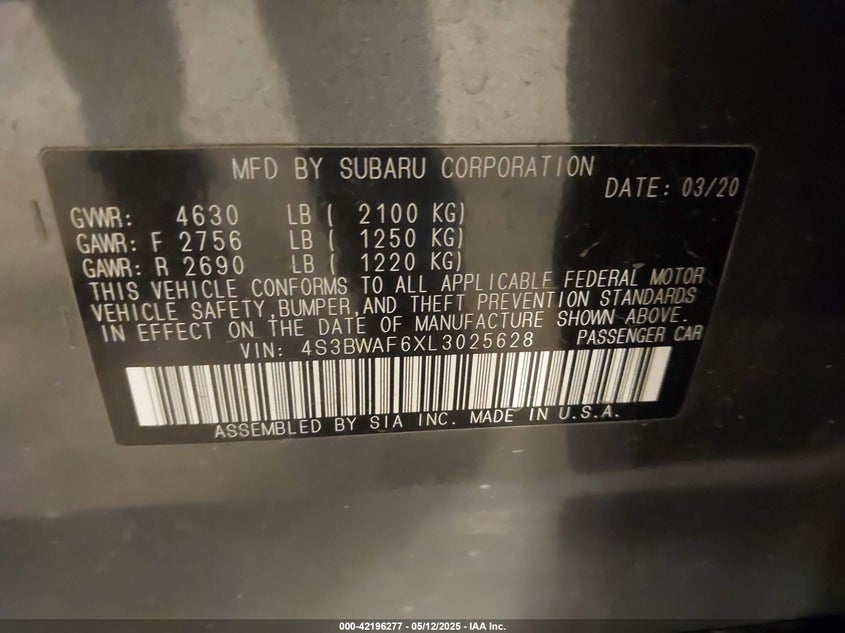 MFD BY SUBARU CORPORATION
DATE: 03/20
GVWR: 4630 LB ( 2100 KG)
GAWR: F 2756 LB ( 1250 KG)
GAWR: R 2690 LB ( 1220 KG)
THIS VEHICLE CONFORMS TO ALL APPLICABLE FEDERAL MOTOR
VEHICLE SAFETY,BUMPER,AND THEFT PREVENTION STANDARDS
IN EFFECT ON THE DATE OF MANUFACTURE SHOWN ABOVE.
VIN: 4S3BWAF6XL3025628 PASSENGER CAR
ASSEMBLED BY SIA INC. MADE IN U.S.A.
000-42196277 - 05/12/2025 - IAA Inc.